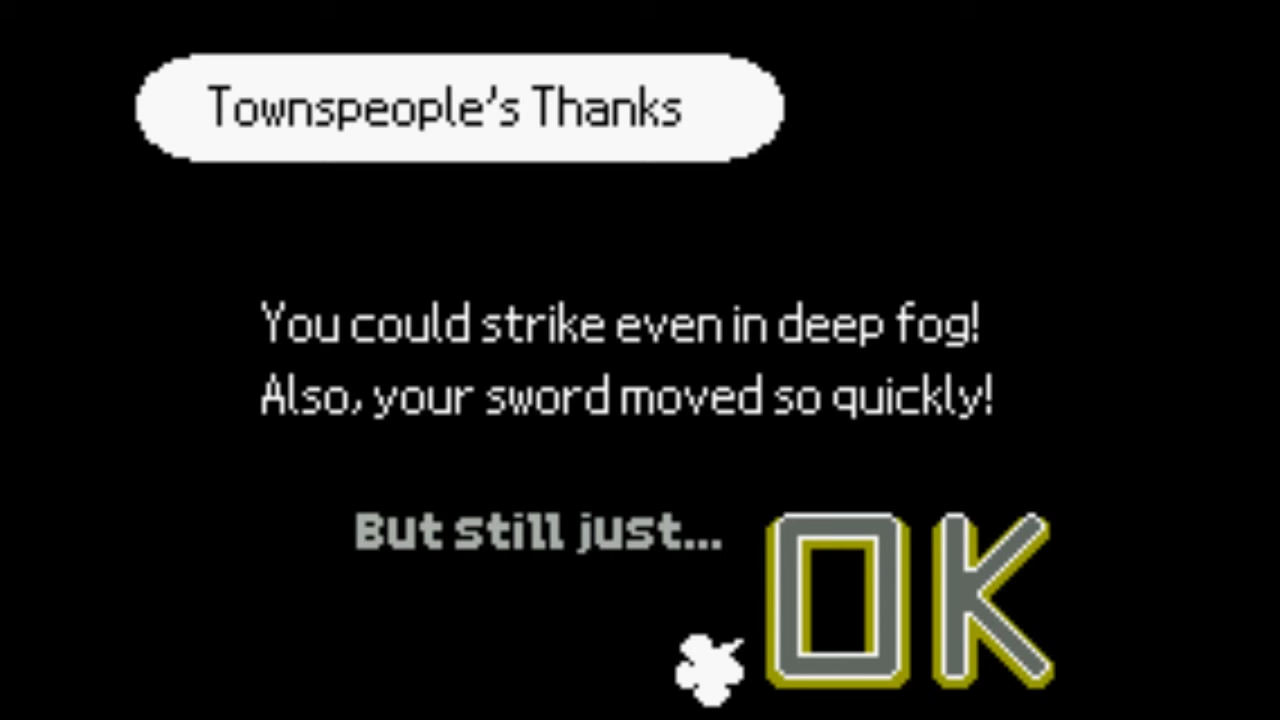 Townspeople's Thanks
You could strike even in deep fog!
Also, your sword moved so quickly!
But still just... OK